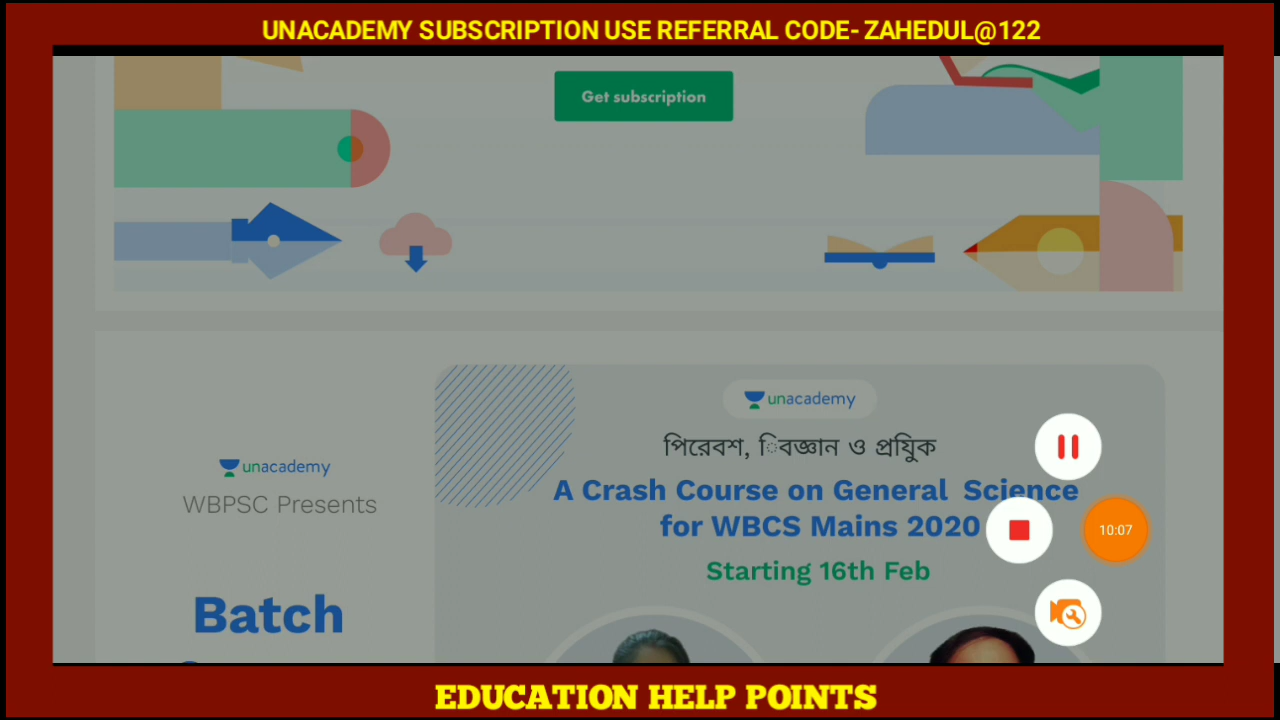 UNACADEMY SUBSCRIPTION USE REFERRAL CODE- ZAHEDUL@122
Get subscription
unacademy
WBPSC Presents
Batch
unacademy
পিরেবশ, িবজ্ঞান ও প্রযুিক
A Crash Course on General Science
for WBCS Mains 2020
Starting 16th Feb
10:07
EDUCATION HELP POINTS